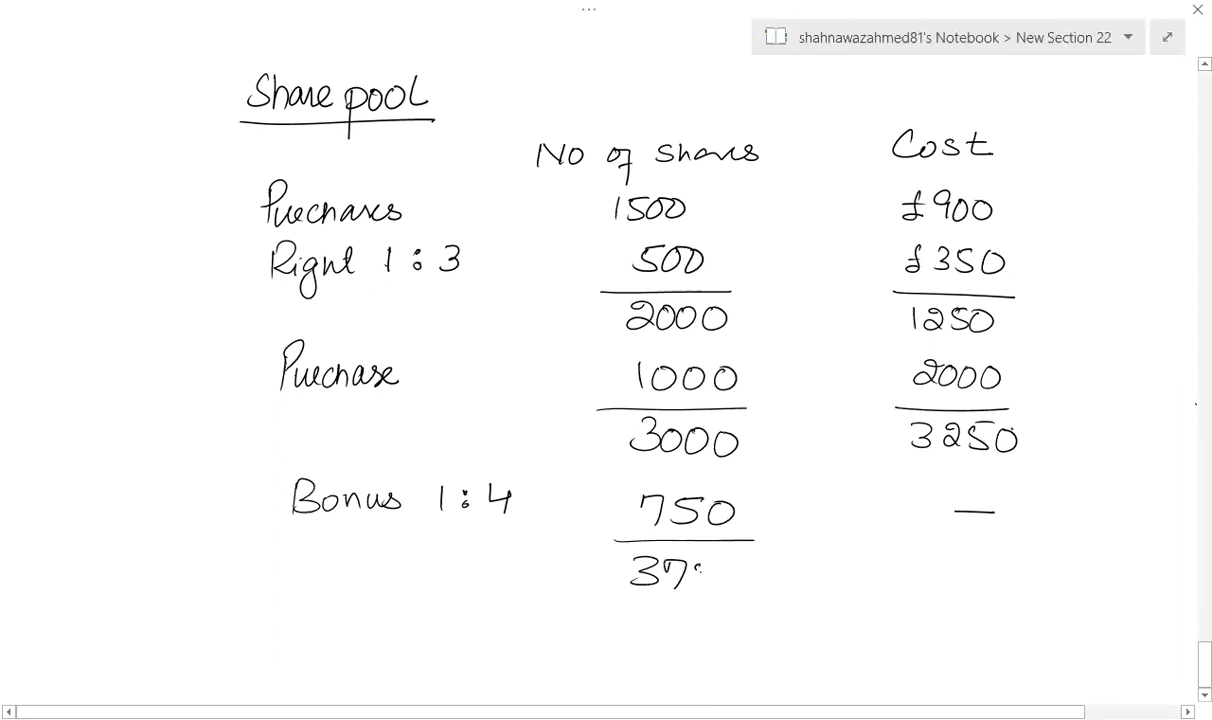 shahnawazahmed81's Notebook > New Section 22
Share pool
No of shares Cost
Purchases 1500 £900
Right 1 : 3 500 £350
2000 1250
Purchase 1000 2000
3000 3250
Bonus 1 : 4 750 —
37